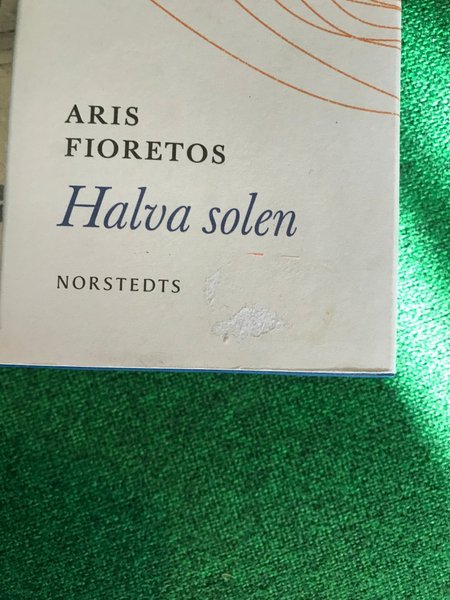 ARIS
FIORETOS
Halva solen
NORSTEDTS